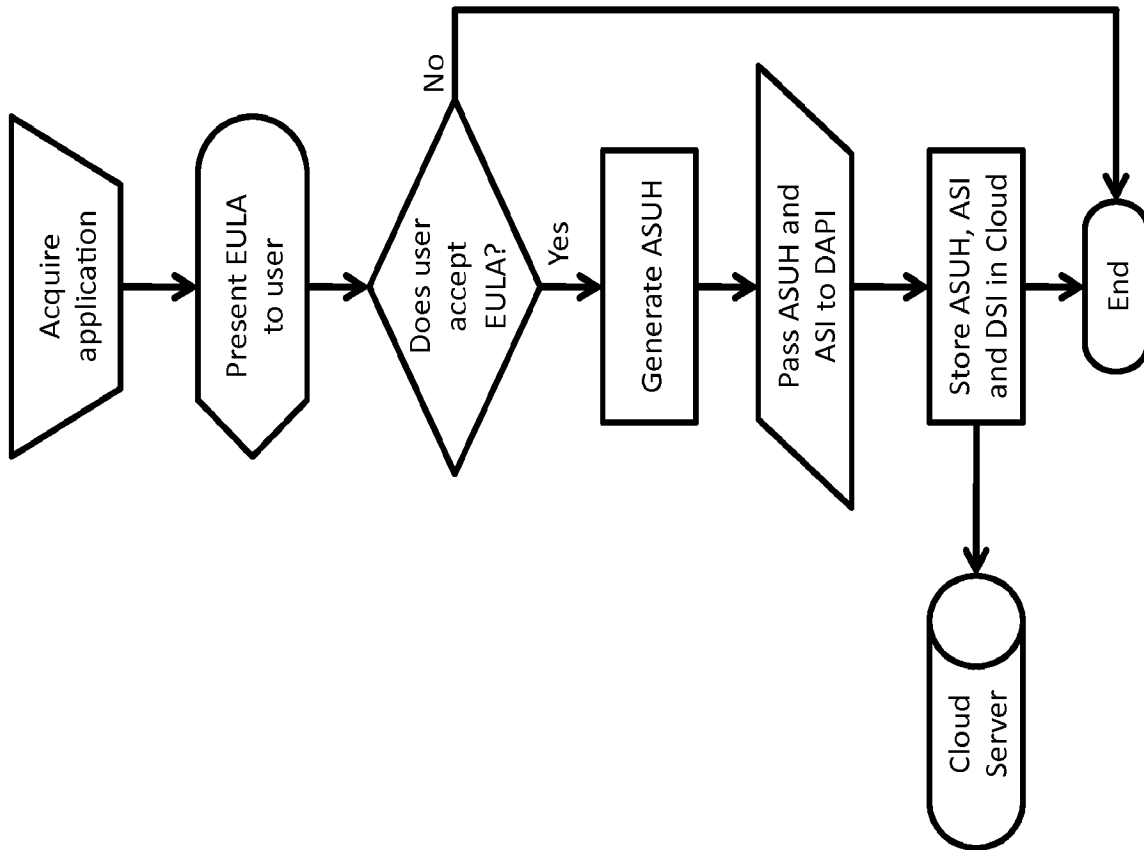 Acquire
application
Present EULA
to user
Does user
accept
EULA?
No
Yes
Generate ASUH
Pass ASUH and
ASI to DAPI
Store ASUH, ASI
and DSI in Cloud
Cloud
Server
End